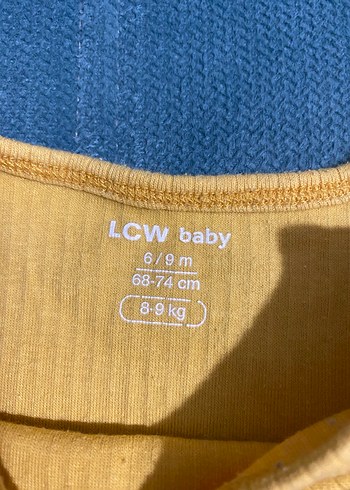 LCW baby
6 / 9 m
68-74 cm
8-9 kg